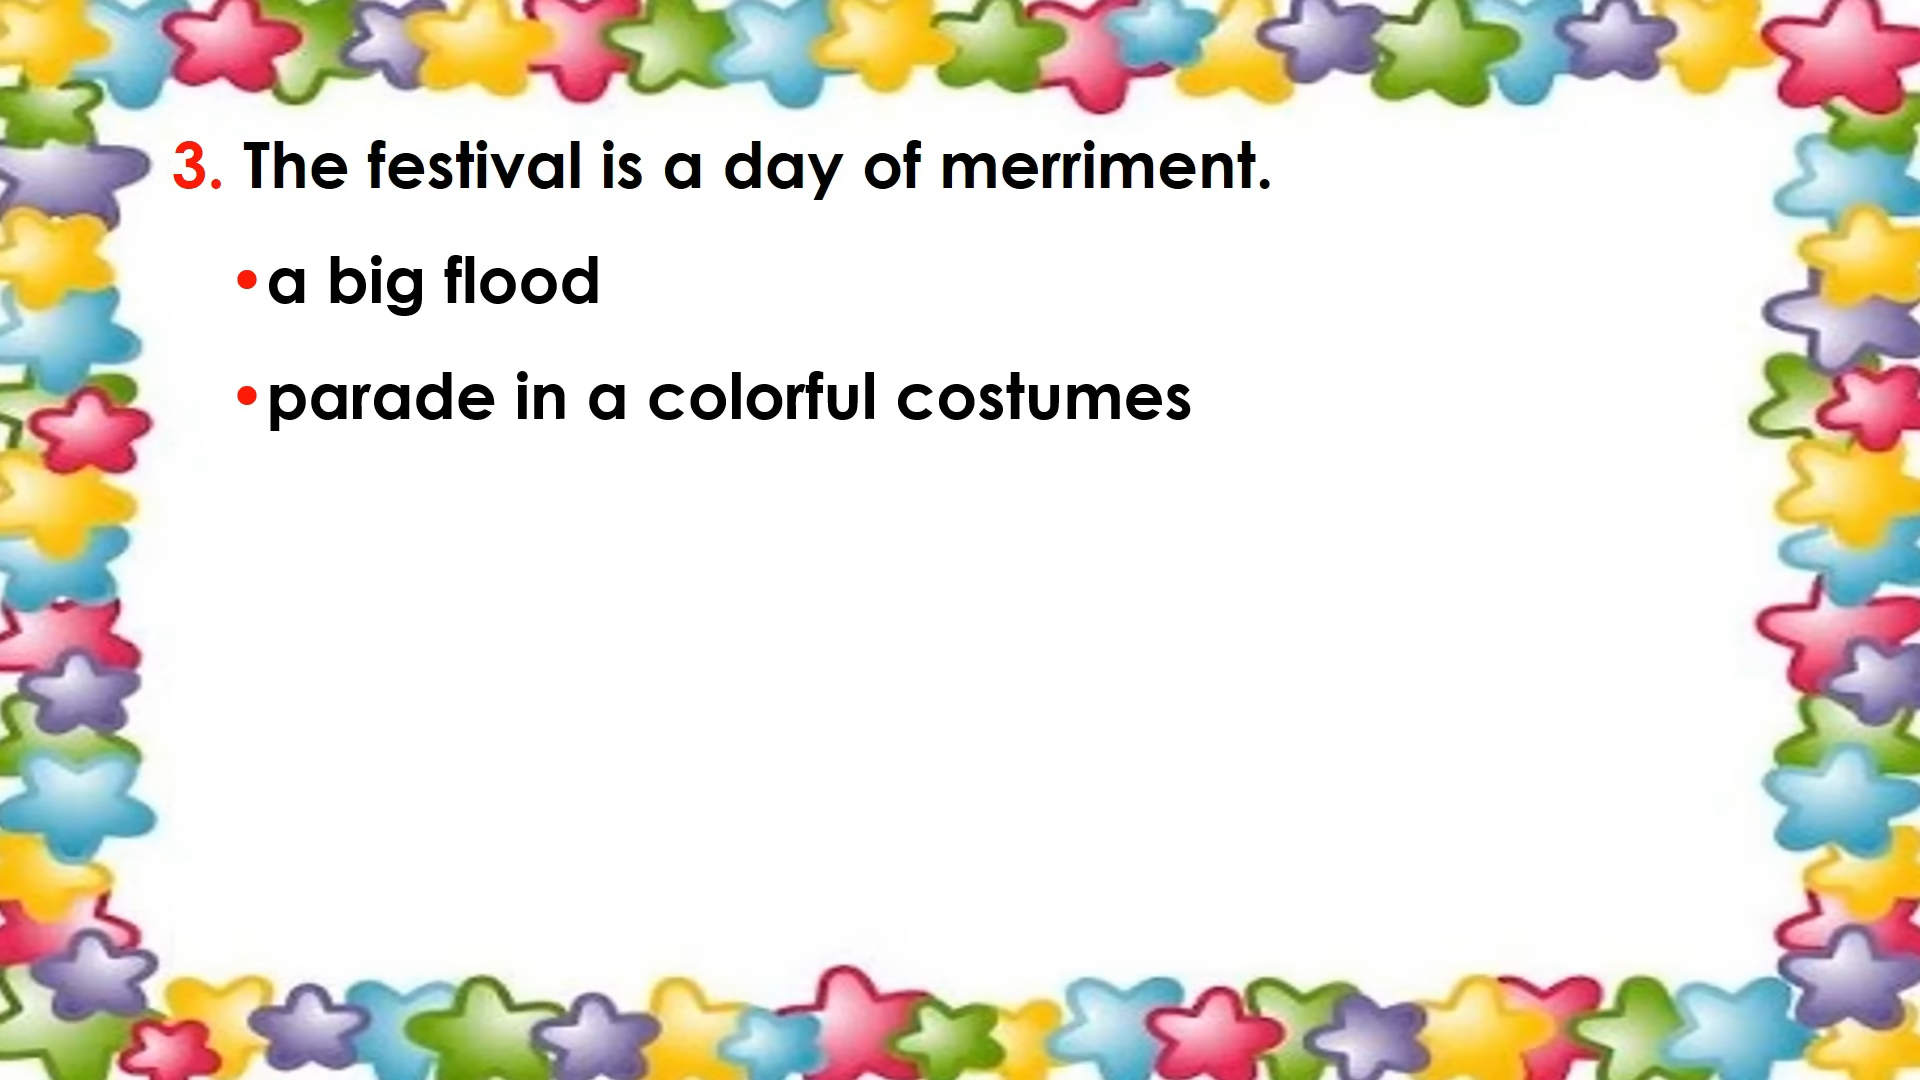 3. The festival is a day of merriment.
•a big flood
•parade in a colorful costumes